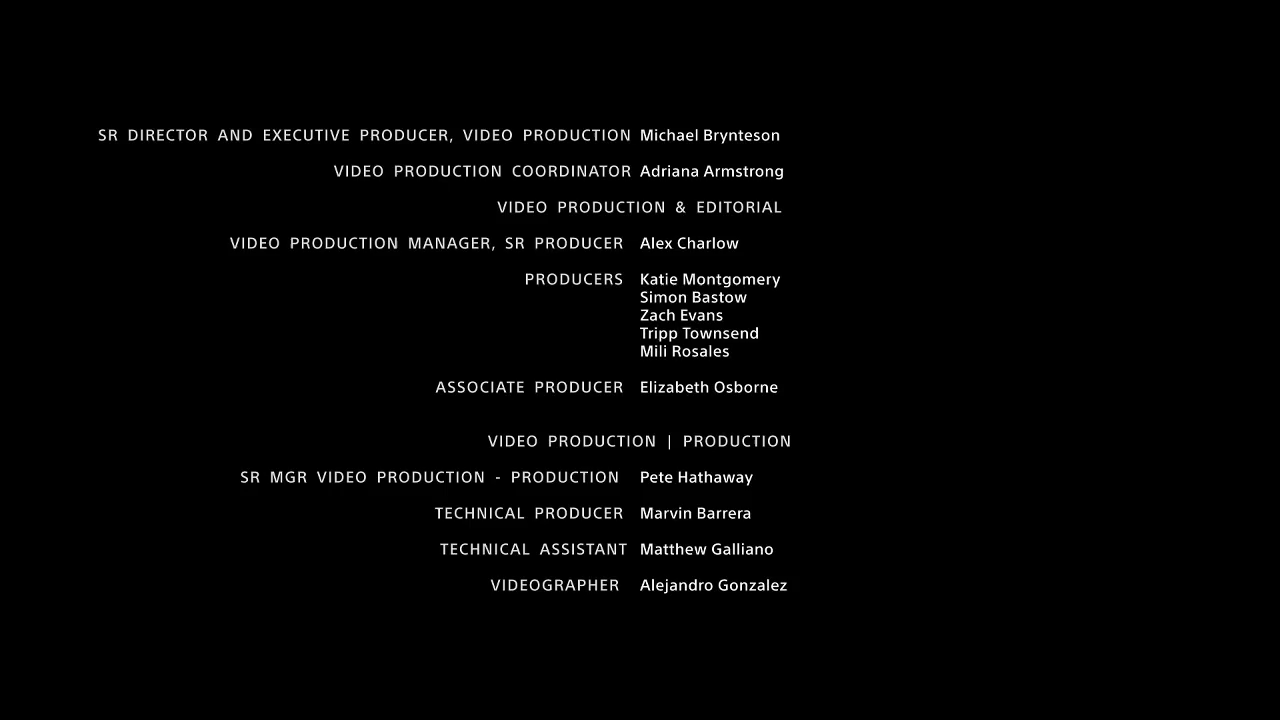 SR DIRECTOR AND EXECUTIVE PRODUCER, VIDEO PRODUCTION Michael Brynteson
VIDEO PRODUCTION COORDINATOR Adriana Armstrong
VIDEO PRODUCTION & EDITORIAL
VIDEO PRODUCTION MANAGER, SR PRODUCER Alex Charlow
PRODUCERS Katie Montgomery
Simon Bastow
Zach Evans
Tripp Townsend
Mili Rosales
ASSOCIATE PRODUCER Elizabeth Osborne
VIDEO PRODUCTION | PRODUCTION
SR MGR VIDEO PRODUCTION - PRODUCTION Pete Hathaway
TECHNICAL PRODUCER Marvin Barrera
TECHNICAL ASSISTANT Matthew Galliano
VIDEOGRAPHER Alejandro Gonzalez